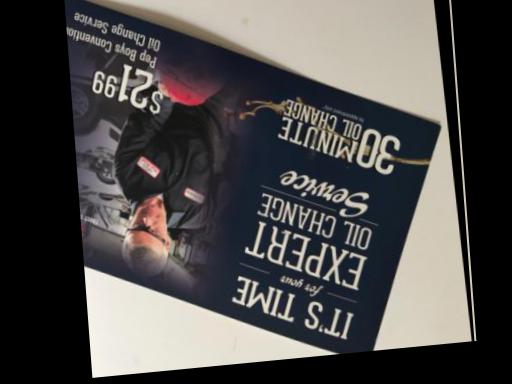 IT'S TIME
for your
EXPERT
OIL CHANGE
Service
30 MINUTE
OIL CHANGE
$21.99
Pep Boys Convention
Oil Change Service